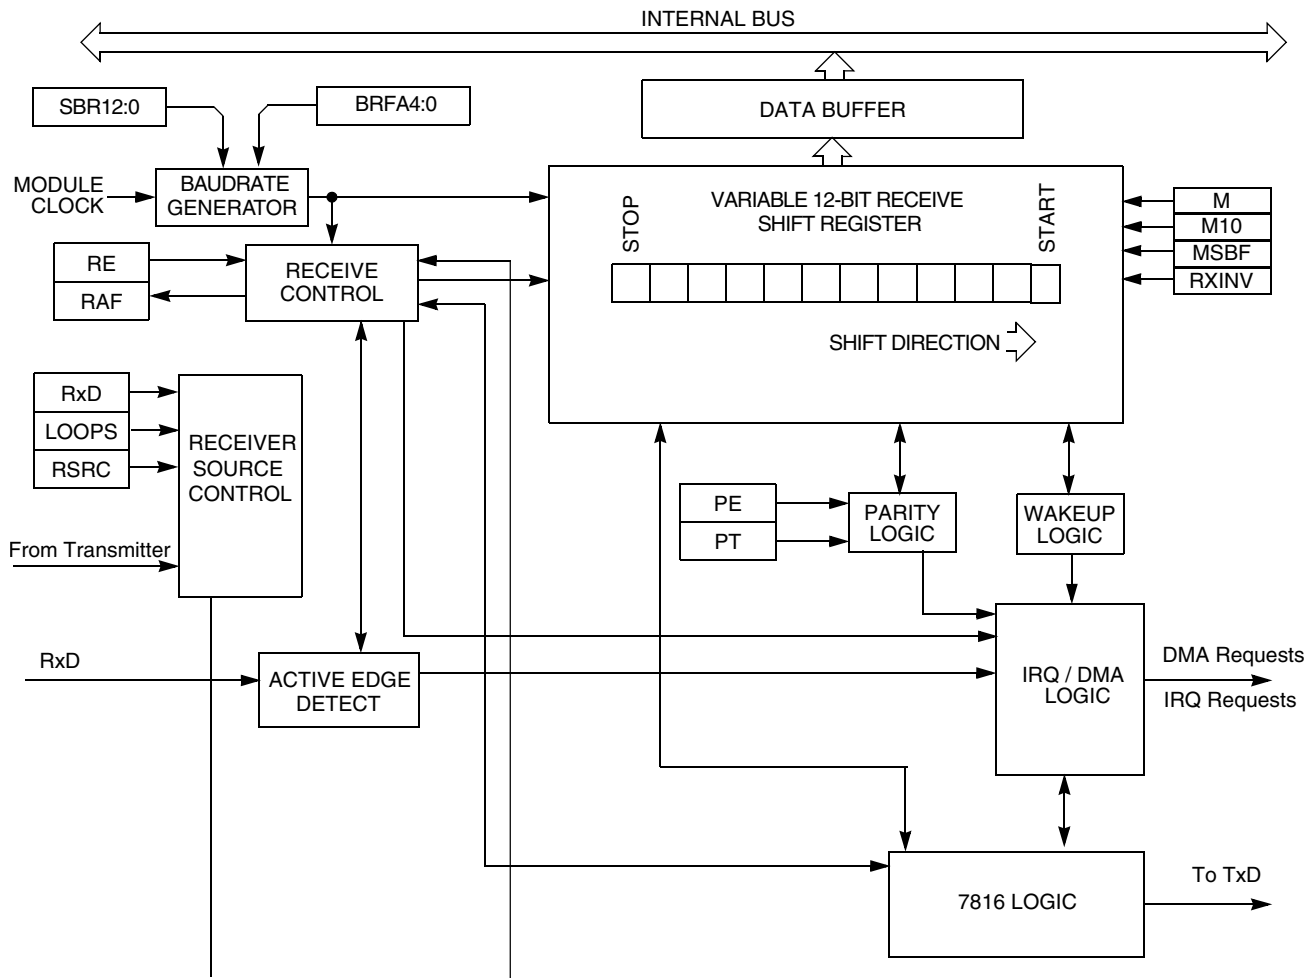 INTERNAL BUS
SBR12:0
BRFA4:0
DATA BUFFER
MODULE
CLOCK
BAUDRATE
GENERATOR
VARIABLE 12-BIT RECEIVE
SHIFT REGISTER
STOP
START
M
M10
MSBF
RXINV
RE
RAF
RECEIVE
CONTROL
SHIFT DIRECTION
RxD
LOOPS
RSRC
RECEIVER
SOURCE
CONTROL
From Transmitter
PE
PT
PARITY
LOGIC
WAKEUP
LOGIC
RxD
ACTIVE EDGE
DETECT
IRQ / DMA
LOGIC
DMA Requests
IRQ Requests
7816 LOGIC
To TxD